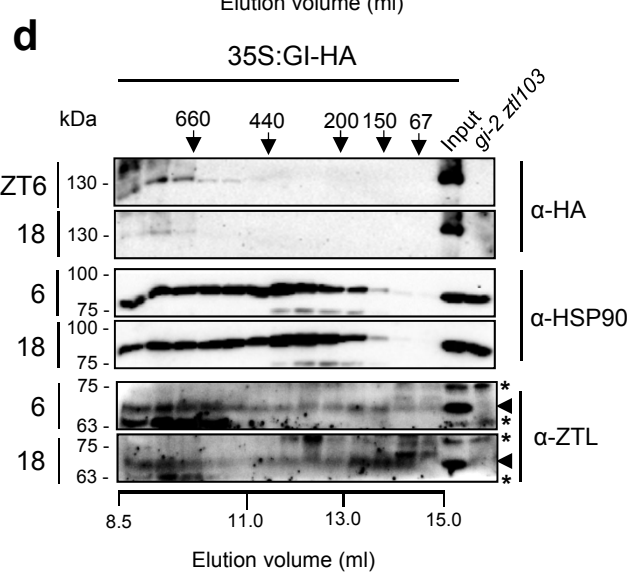 Elution volume (ml)
d
35S:GI-HA
kDa 660 440 200 150 67 Input gi-2 ztl103
ZT6 130 -
α-HA
18 130 -
6 100 -
75 -
α-HSP90
18 100 -
75 -
6 75 - *
63 - *
α-ZTL
18 75 - *
63 - *
8.5 11.0 13.0 15.0
Elution volume (ml)